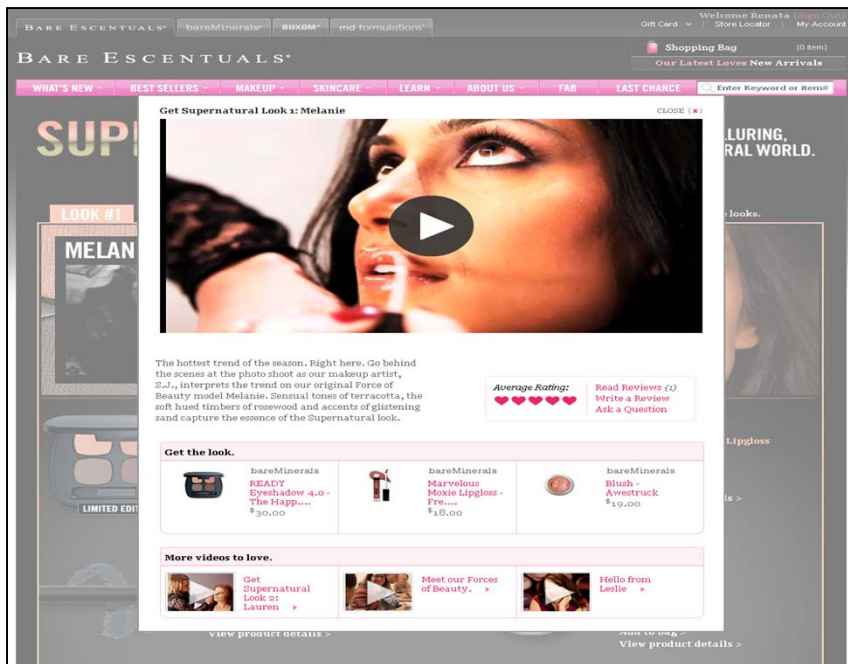 Welcome Renata (Sign Out)
BARE ESCENTUALS® bareMinerals® BUXOM® md formulations®
Gift Card Store Locator My Account
BARE ESCENTUALS®
Shopping Bag (0 item)
Our Latest Loves New Arrivals
WHAT'S NEW BEST SELLERS MAKEUP SKINCARE LEARN ABOUT US FAB LAST CHANCE Enter Keyword or Item#
Get Supernatural Look 1: Melanie
CLOSE (×)
SUP
LLURING,
RAL WORLD.
LOOK #1
looks.
MELAN
The hottest trend of the season. Right here. Go behind
the scenes at the photo shoot as our makeup artist,
S.J., interprets the trend on our original Force of
Beauty model Melanie. Sensual tones of terracotta, the
soft hued timbers of rosewood and accents of glistening
sand capture the essence of the Supernatural look.
Average Rating:
Read Reviews (1)
Write a Review
Ask a Question
Lipgloss
Get the look.
bareMinerals
READY
Eyeshadow 4.0 -
The Happ....
$30.00
bareMinerals
Marvelous
Moxie Lipgloss -
Fre....
$18.00
bareMinerals
Blush -
Awestruck
$19.00
LIMITED EDIT
ls >
More videos to love.
Get
Supernatural
Look 2:
Lauren >
Meet our Forces
of Beauty. >
Hello from
Leslie >
View product details >
Add to bag >
View product details >